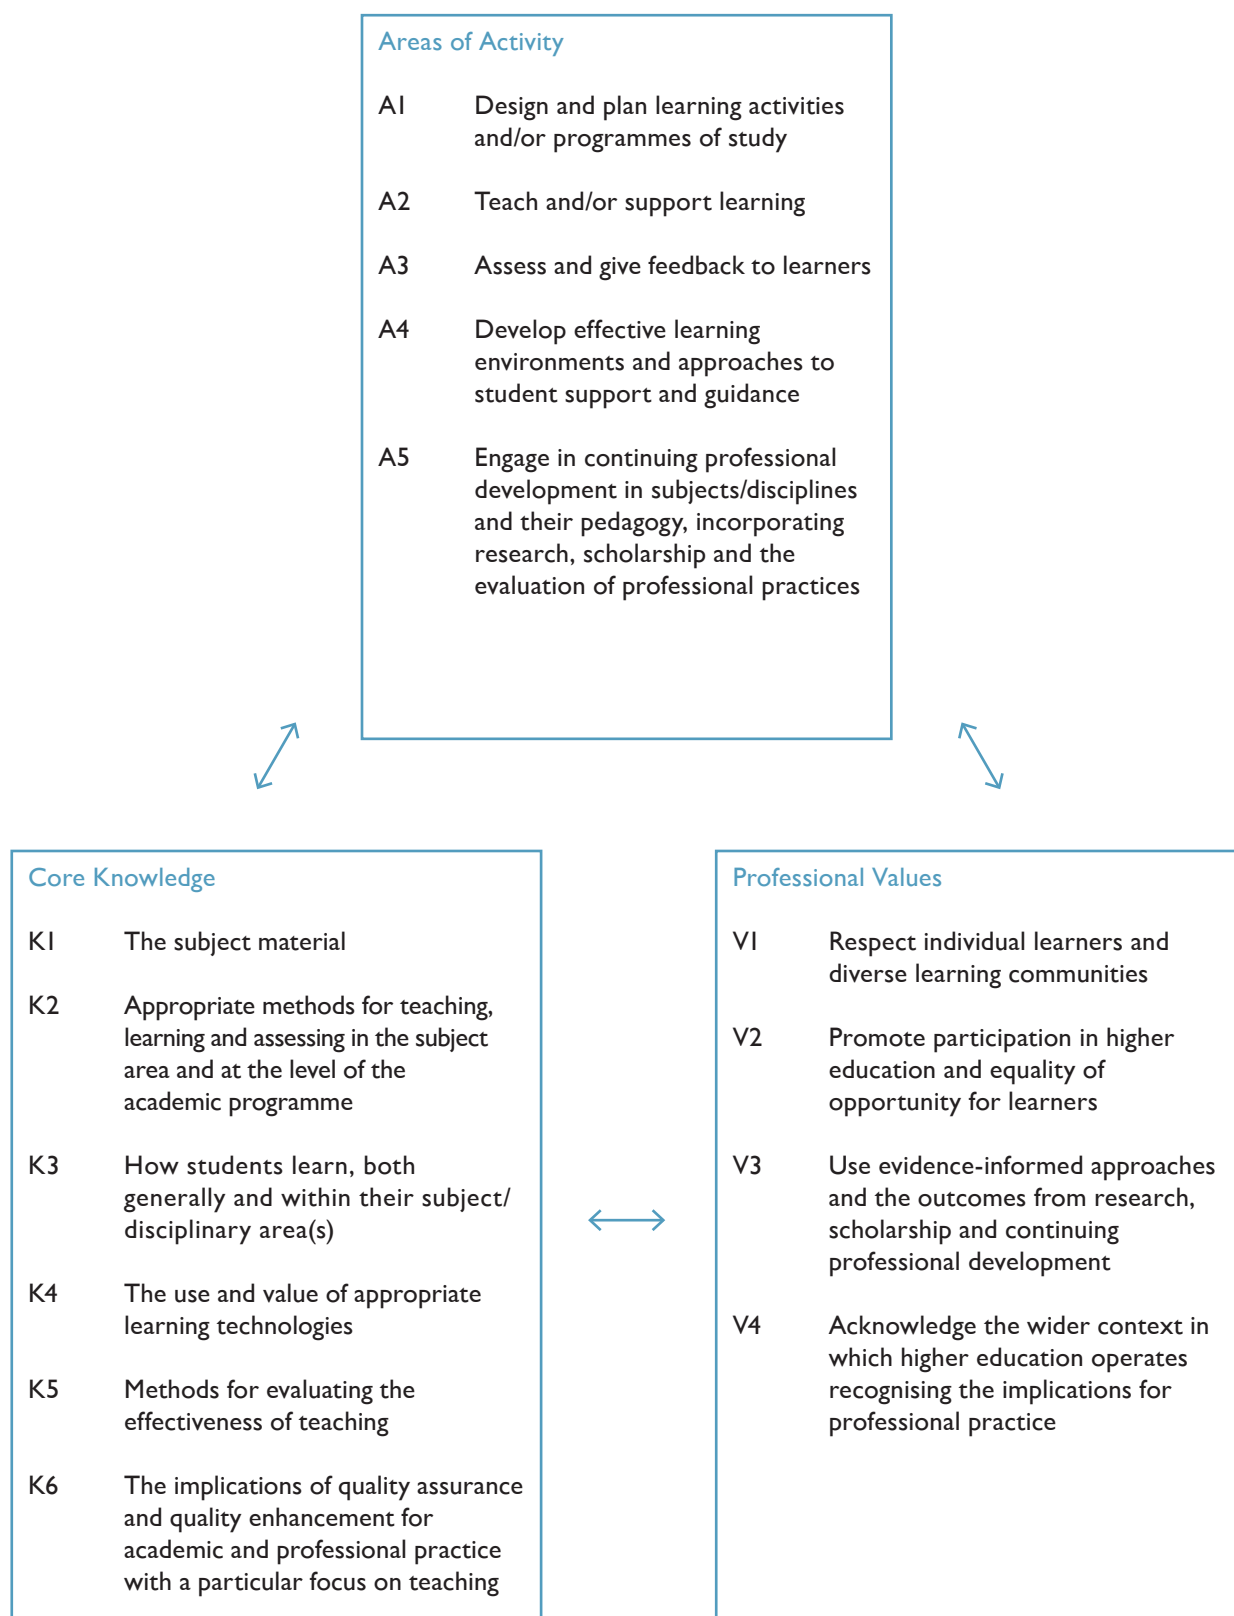 Areas of Activity
A1 Design and plan learning activities
and/or programmes of study
A2 Teach and/or support learning
A3 Assess and give feedback to learners
A4 Develop effective learning
environments and approaches to
student support and guidance
A5 Engage in continuing professional
development in subjects/disciplines
and their pedagogy, incorporating
research, scholarship and the
evaluation of professional practices
Core Knowledge
K1 The subject material
K2 Appropriate methods for teaching,
learning and assessing in the subject
area and at the level of the
academic programme
K3 How students learn, both
generally and within their subject/
disciplinary area(s)
K4 The use and value of appropriate
learning technologies
K5 Methods for evaluating the
effectiveness of teaching
K6 The implications of quality assurance
and quality enhancement for
academic and professional practice
with a particular focus on teaching
Professional Values
V1 Respect individual learners and
diverse learning communities
V2 Promote participation in higher
education and equality of
opportunity for learners
V3 Use evidence-informed approaches
and the outcomes from research,
scholarship and continuing
professional development
V4 Acknowledge the wider context in
which higher education operates
recognising the implications for
professional practice